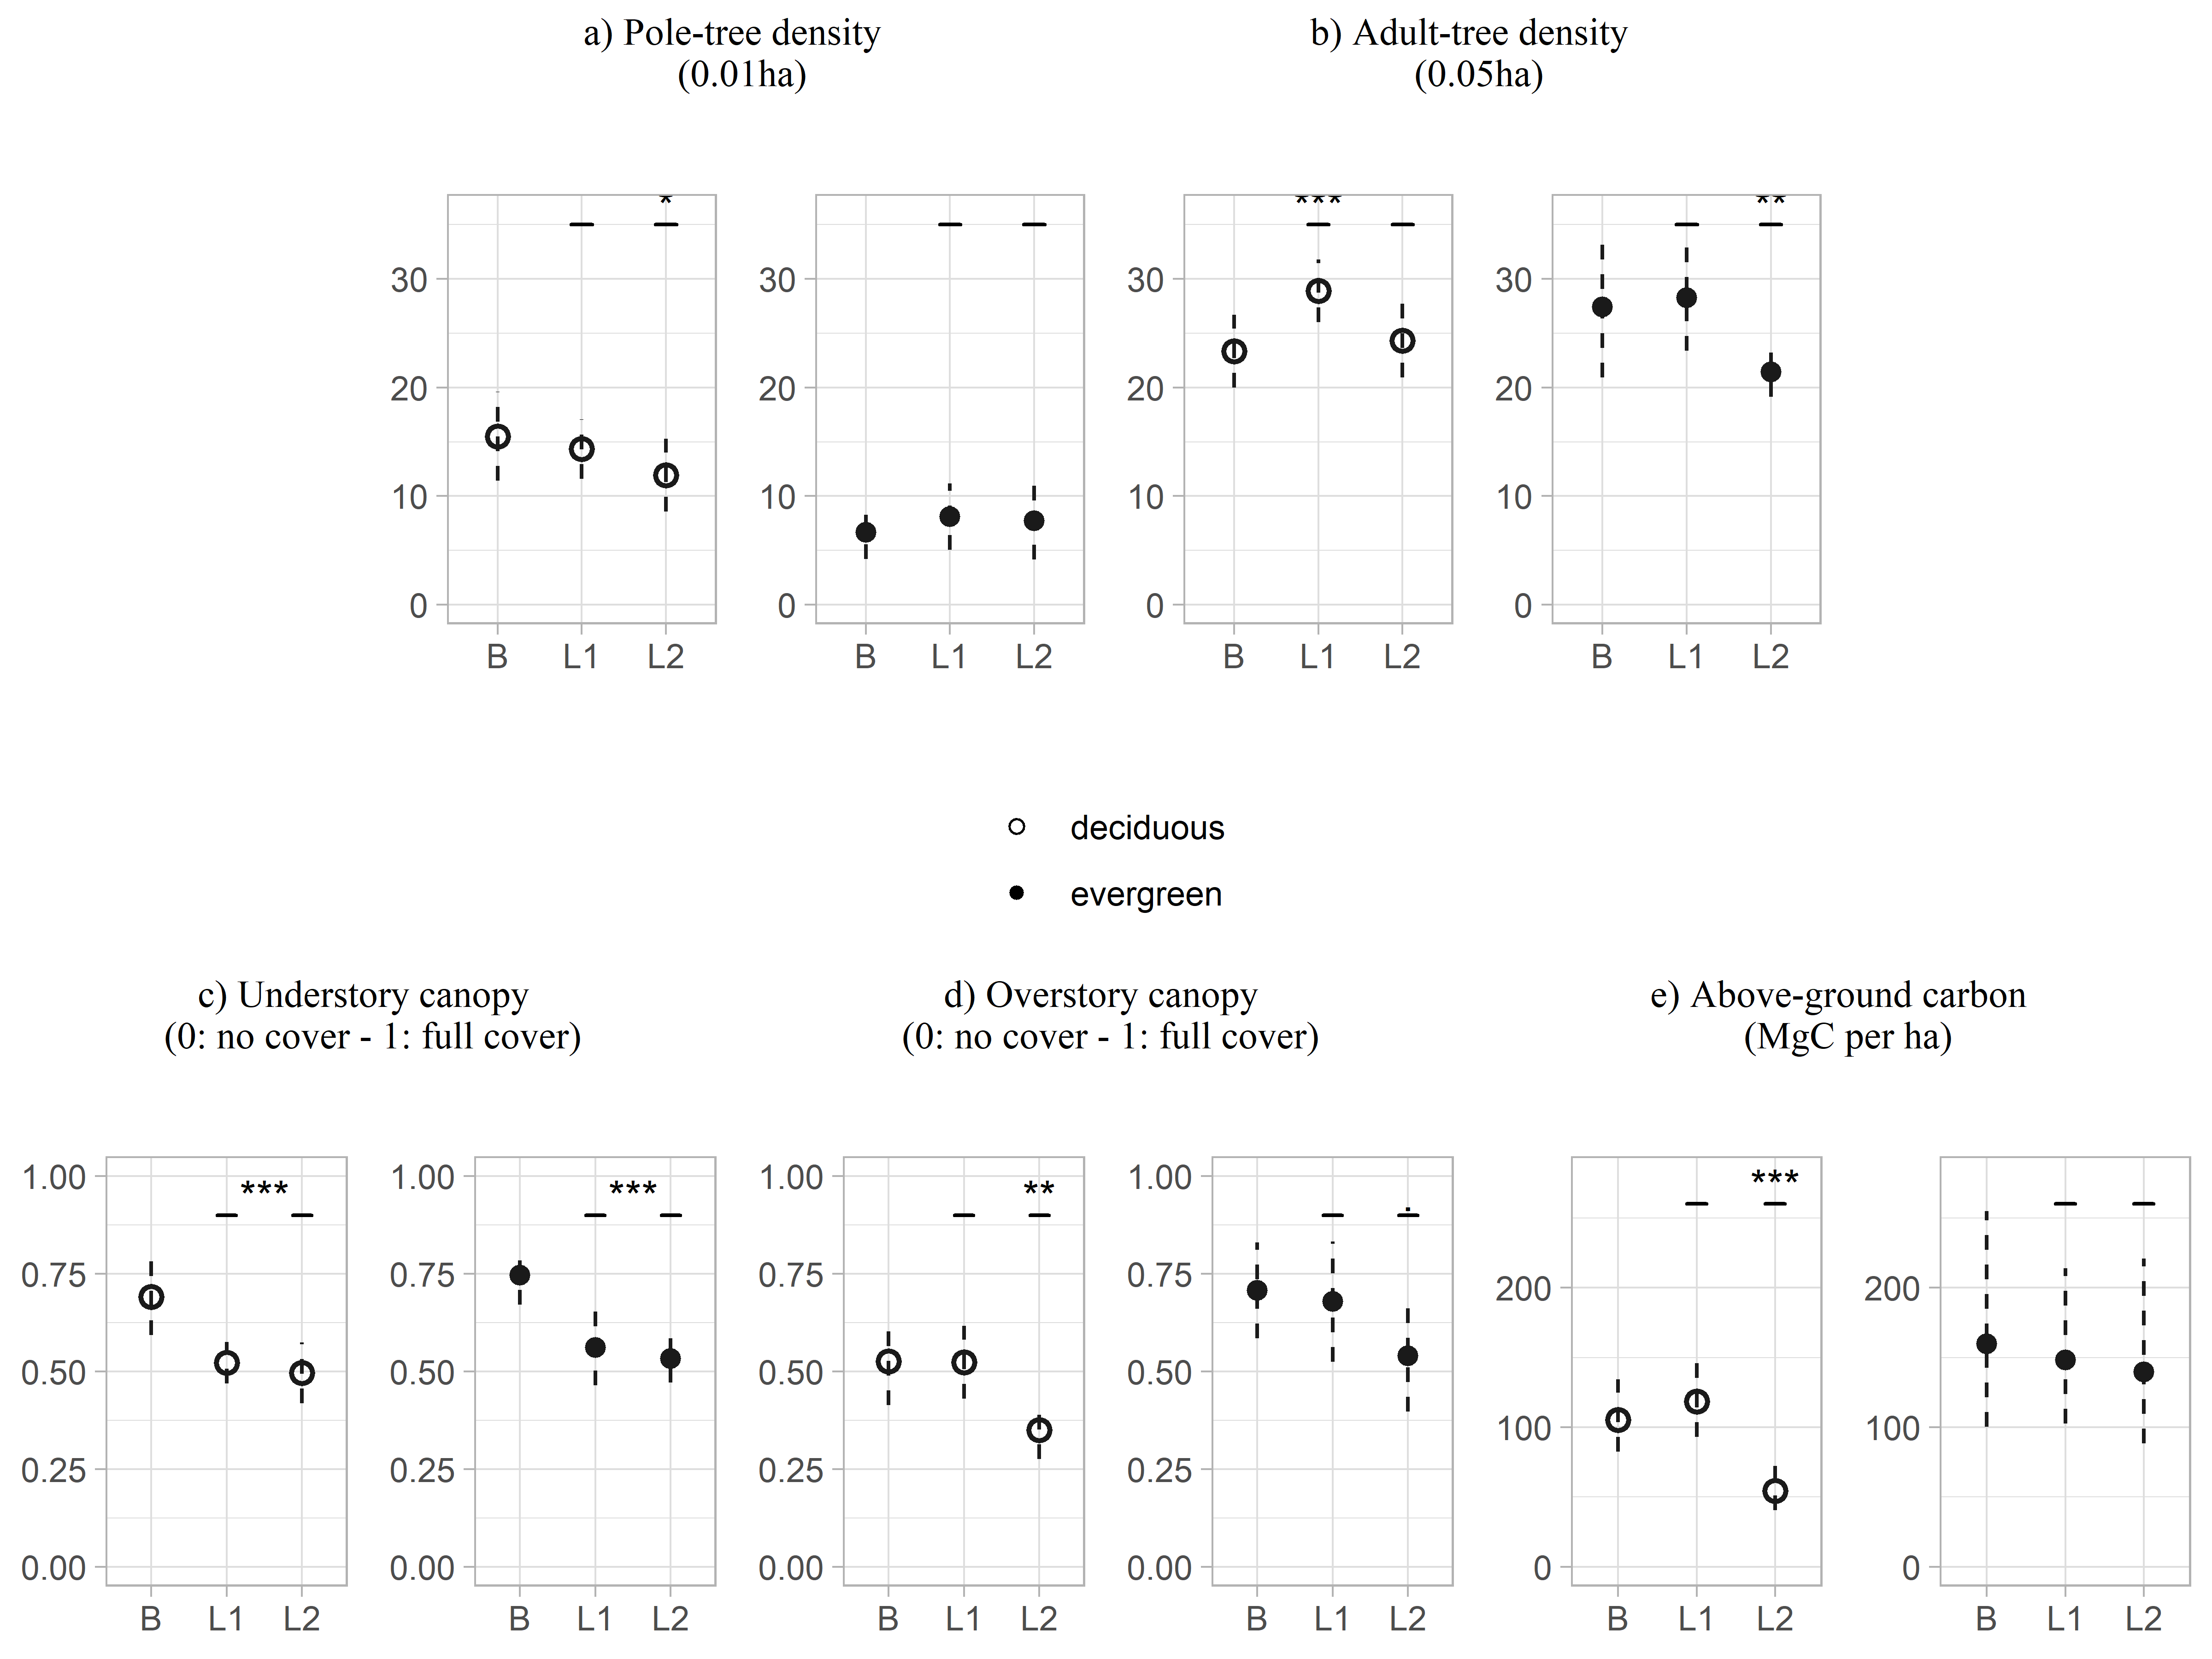 a) Pole-tree density
(0.01ha)
b) Adult-tree density
(0.05ha)
*
30
20
10
0
B L1 L2
30
20
10
0
B L1 L2
***
30
20
10
0
B L1 L2
**
30
20
10
0
B L1 L2
deciduous
evergreen
c) Understory canopy
(0: no cover - 1: full cover)
d) Overstory canopy
(0: no cover - 1: full cover)
e) Above-ground carbon
(MgC per ha)
***
1.00
0.75
0.50
0.25
0.00
B L1 L2
***
1.00
0.75
0.50
0.25
0.00
B L1 L2
**
1.00
0.75
0.50
0.25
0.00
B L1 L2
.
1.00
0.75
0.50
0.25
0.00
B L1 L2
***
200
100
0
B L1 L2
200
100
0
B L1 L2